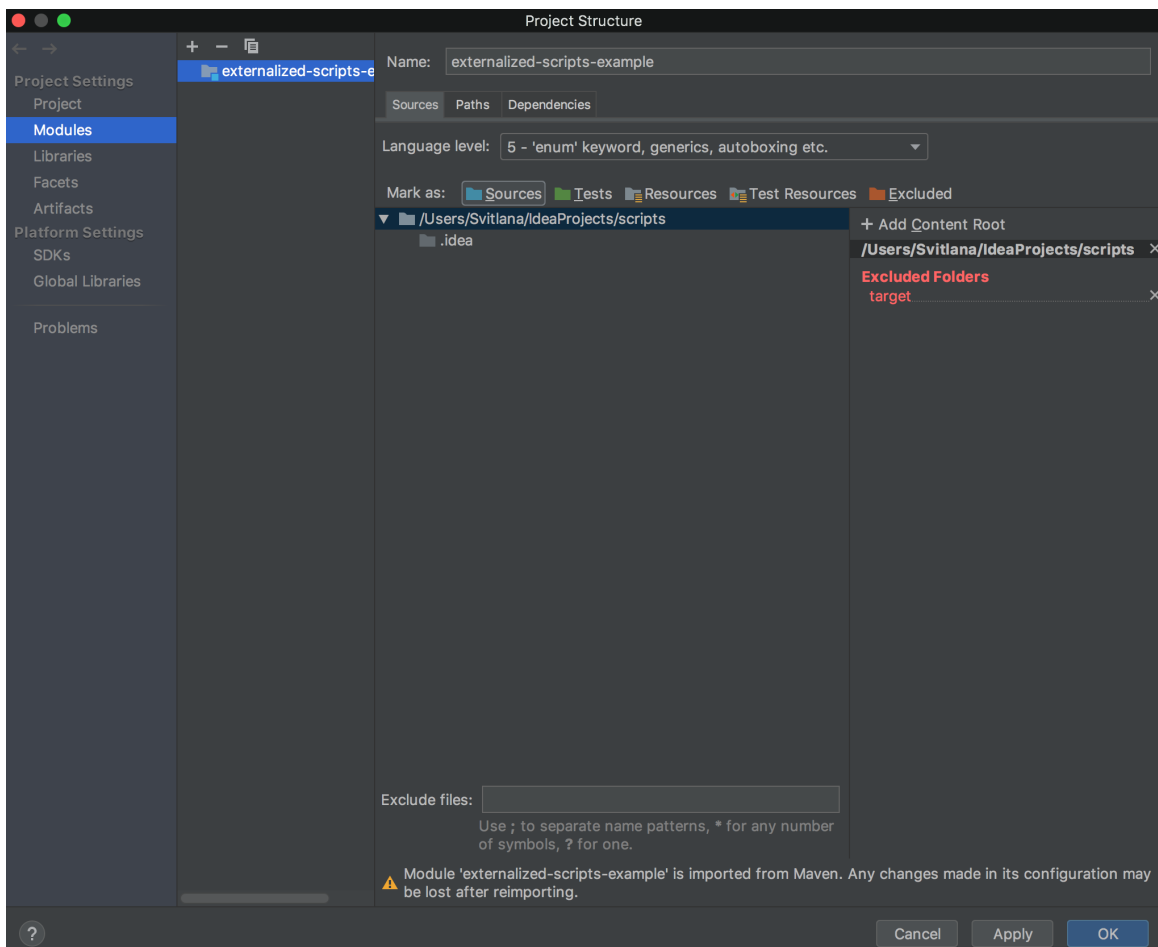 Project Structure
Project Settings
Project
Modules
Libraries
Facets
Artifacts
Platform Settings
SDKs
Global Libraries
Problems
externalized-scripts-e
Name: externalized-scripts-example
Sources Paths Dependencies
Language level: 5 - 'enum' keyword, generics, autoboxing etc.
Mark as: Sources Tests Resources Test Resources Excluded
/Users/Svitlana/IdeaProjects/scripts
.idea
+ Add Content Root
/Users/Svitlana/IdeaProjects/scripts
Excluded Folders
target
Exclude files:
Use ; to separate name patterns, * for any number
of symbols, ? for one.
Module 'externalized-scripts-example' is imported from Maven. Any changes made in its configuration may
be lost after reimporting.
?
Cancel Apply OK